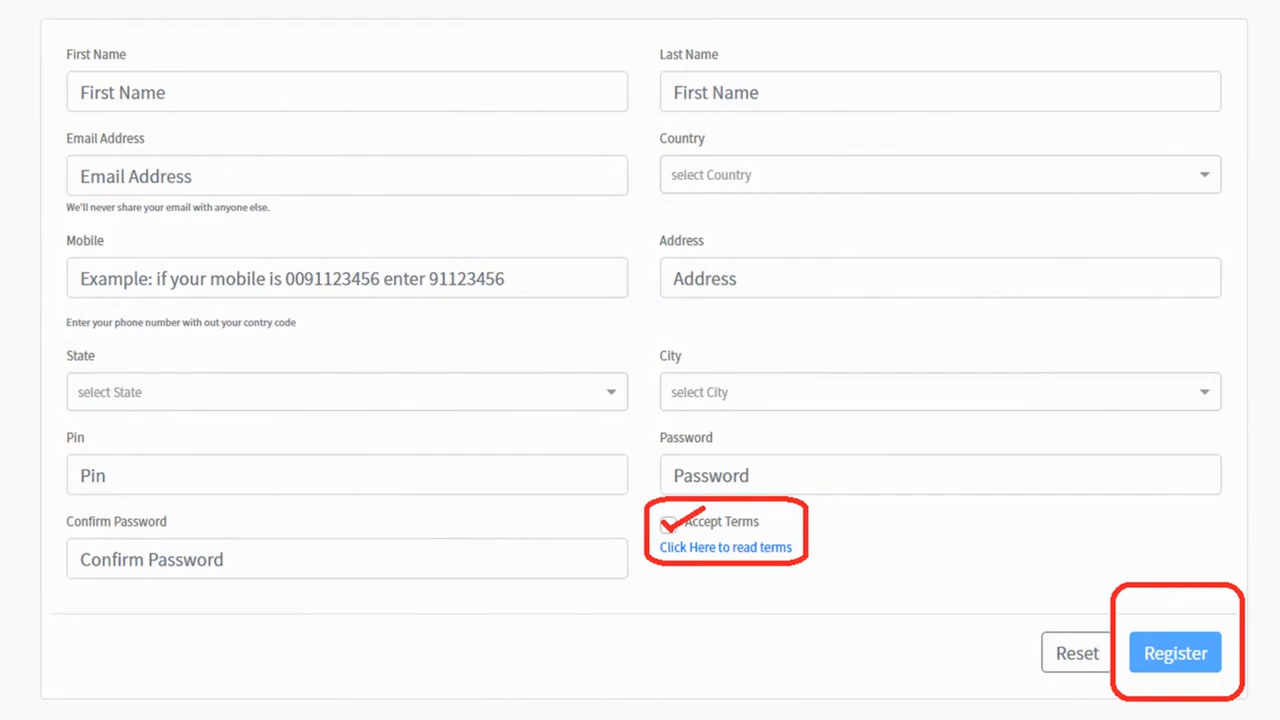 First Name
Last Name
First Name
First Name
Email Address
Country
Email Address
select Country
We'll never share your email with anyone else.
Mobile
Address
Example: if your mobile is 0091123456 enter 91123456
Address
Enter your phone number with out your contry code
State
City
select State
select City
Pin
Password
Pin
Password
Confirm Password
Accept Terms
Click Here to read terms
Confirm Password
Reset
Register